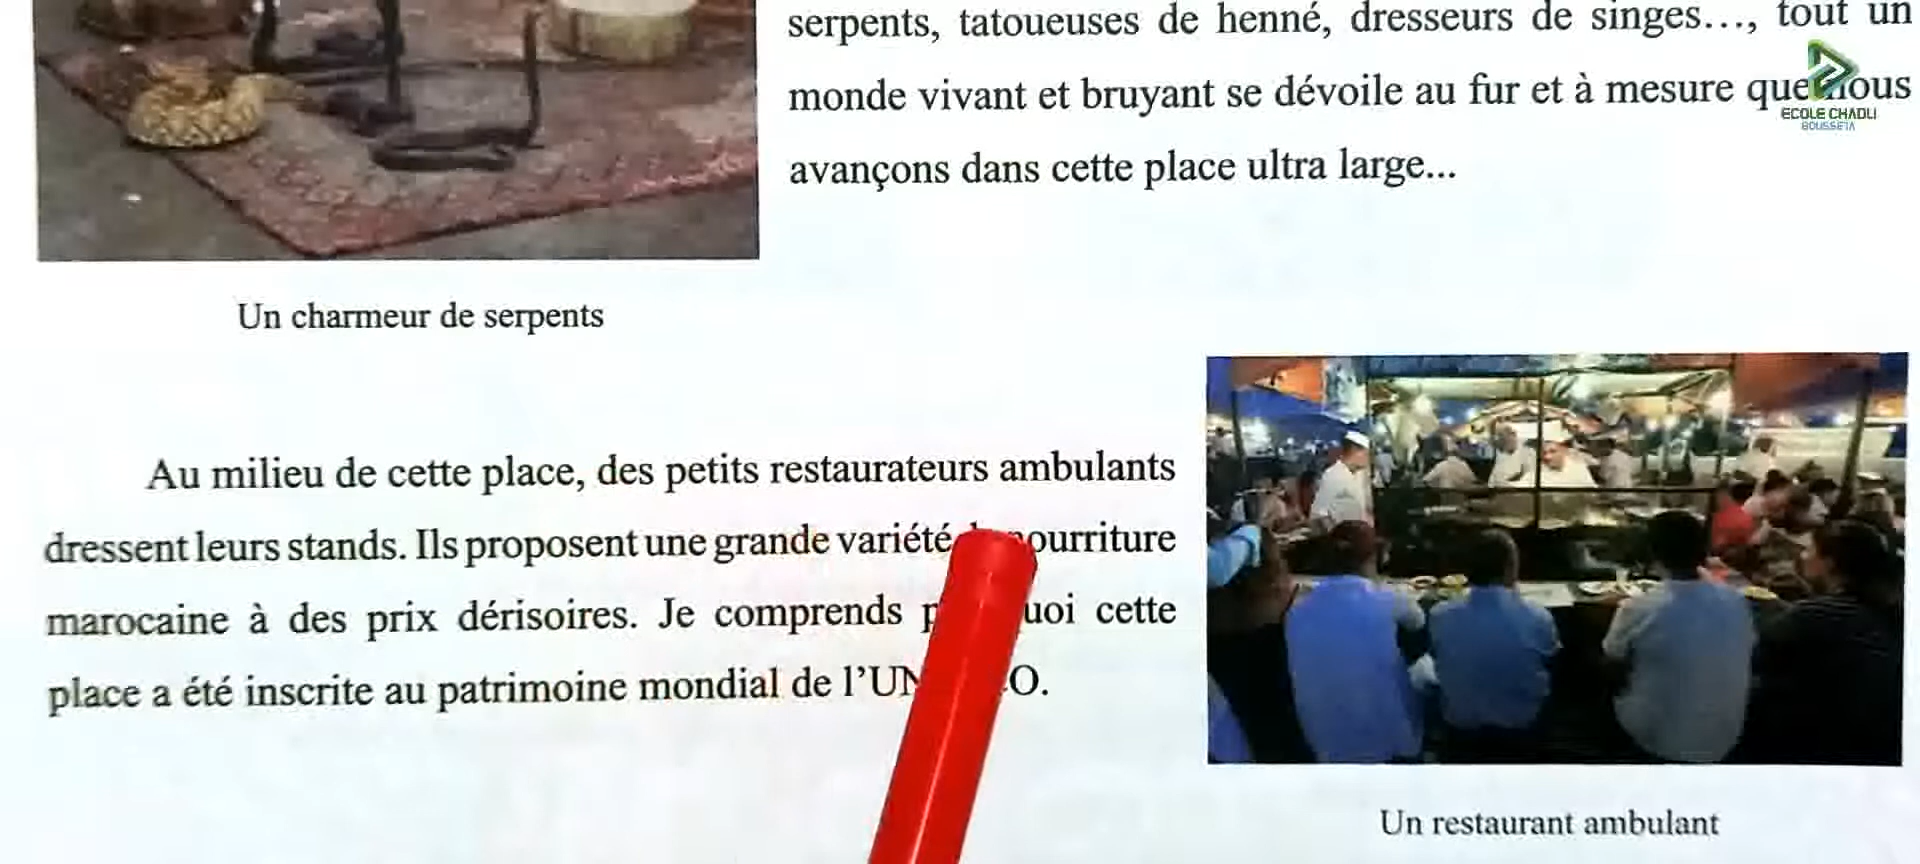 serpents, tatoueuses de henné, dresseurs de singes..., tout un
monde vivant et bruyant se dévoile au fur et à mesure que nous
ECOLE CHADLI
BOUSSETA
avançons dans cette place ultra large...
Un charmeur de serpents
Au milieu de cette place, des petits restaurateurs ambulants
dressent leurs stands. Ils proposent une grande variété nourriture
marocaine à des prix dérisoires. Je comprends cette
place a été inscrite au patrimoine mondial de
Un restaurant ambulant